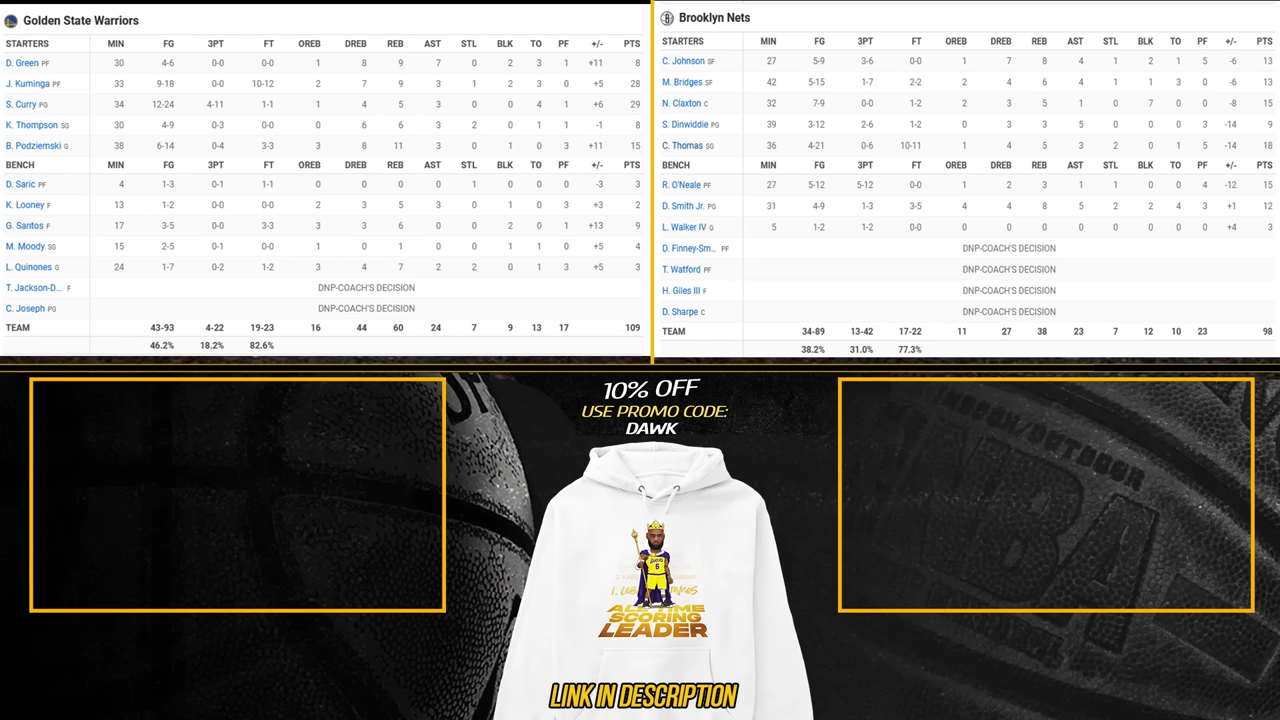 Golden State Warriors
STARTERS MIN FG 3PT FT OREB DREB REB AST STL BLK TO PF +/- PTS
D. Green PF 30 4-6 0-0 0-0 1 8 9 7 0 2 3 1 +11 8
J. Kuminga PF 33 9-18 0-0 10-12 2 7 9 3 1 2 3 0 +5 28
S. Curry PG 34 12-24 4-11 1-1 1 4 5 3 0 0 4 1 +6 29
K. Thompson SG 30 4-9 0-3 0-0 0 6 6 3 2 0 1 1 -1 8
B. Podziemski G 38 6-14 0-4 3-3 3 8 11 5 0 1 0 3 +11 15
BENCH MIN FG 3PT FT OREB DREB REB AST STL BLK TO PF +/- PTS
D. Saric PF 4 1-3 0-1 1-1 0 0 0 0 1 0 0 0 -3 3
K. Looney F 13 1-2 0-0 0-0 2 3 5 3 0 1 0 3 +3 2
G. Santos F 17 3-5 0-0 3-3 3 3 6 0 0 2 0 1 +13 9
M. Moody SG 15 2-5 0-1 0-0 1 0 1 0 0 1 1 0 +5 4
L. Quinones G 24 1-7 0-2 1-2 3 4 7 2 2 0 1 3 +5 3
T. Jackson-D... F DNP-COACH'S DECISION
C. Joseph PG DNP-COACH'S DECISION
TEAM 43-93 4-22 19-23 16 44 60 24 7 9 13 17 109
46.2% 18.2% 82.6%
Brooklyn Nets
STARTERS MIN FG 3PT FT OREB DREB REB AST STL BLK TO PF +/- PTS
C. Johnson SF 27 5-9 3-6 0-0 1 7 8 4 1 2 1 5 -6 13
M. Bridges SF 42 5-15 1-7 2-2 2 4 6 4 1 1 3 0 -6 13
N. Claxton C 32 7-9 0-0 1-2 2 3 5 1 0 7 0 0 -8 15
S. Dinwiddie PG 39 3-12 2-6 1-2 0 3 3 5 0 0 0 3 -14 9
C. Thomas SG 36 4-21 0-6 10-11 1 4 5 3 2 0 1 5 -14 18
BENCH MIN FG 3PT FT OREB DREB REB AST STL BLK TO PF +/- PTS
R. O'Neale PF 27 5-12 5-12 0-0 1 2 3 1 1 0 0 4 -12 15
D. Smith Jr. PG 31 4-9 1-3 3-5 4 4 8 5 2 2 4 3 +1 12
L. Walker IV G 5 1-2 1-2 0-0 0 0 0 0 0 0 0 0 +4 3
D. Finney-Sm... PF DNP-COACH'S DECISION
T. Watford PF DNP-COACH'S DECISION
H. Giles III F DNP-COACH'S DECISION
D. Sharpe C DNP-COACH'S DECISION
TEAM 34-89 13-42 17-22 11 27 38 23 7 12 10 23 98
38.2% 31.0% 77.3%
10% OFF
USE PROMO CODE:
DAWK
ALL TIME
SCORING
LEADER
LINK IN DESCRIPTION